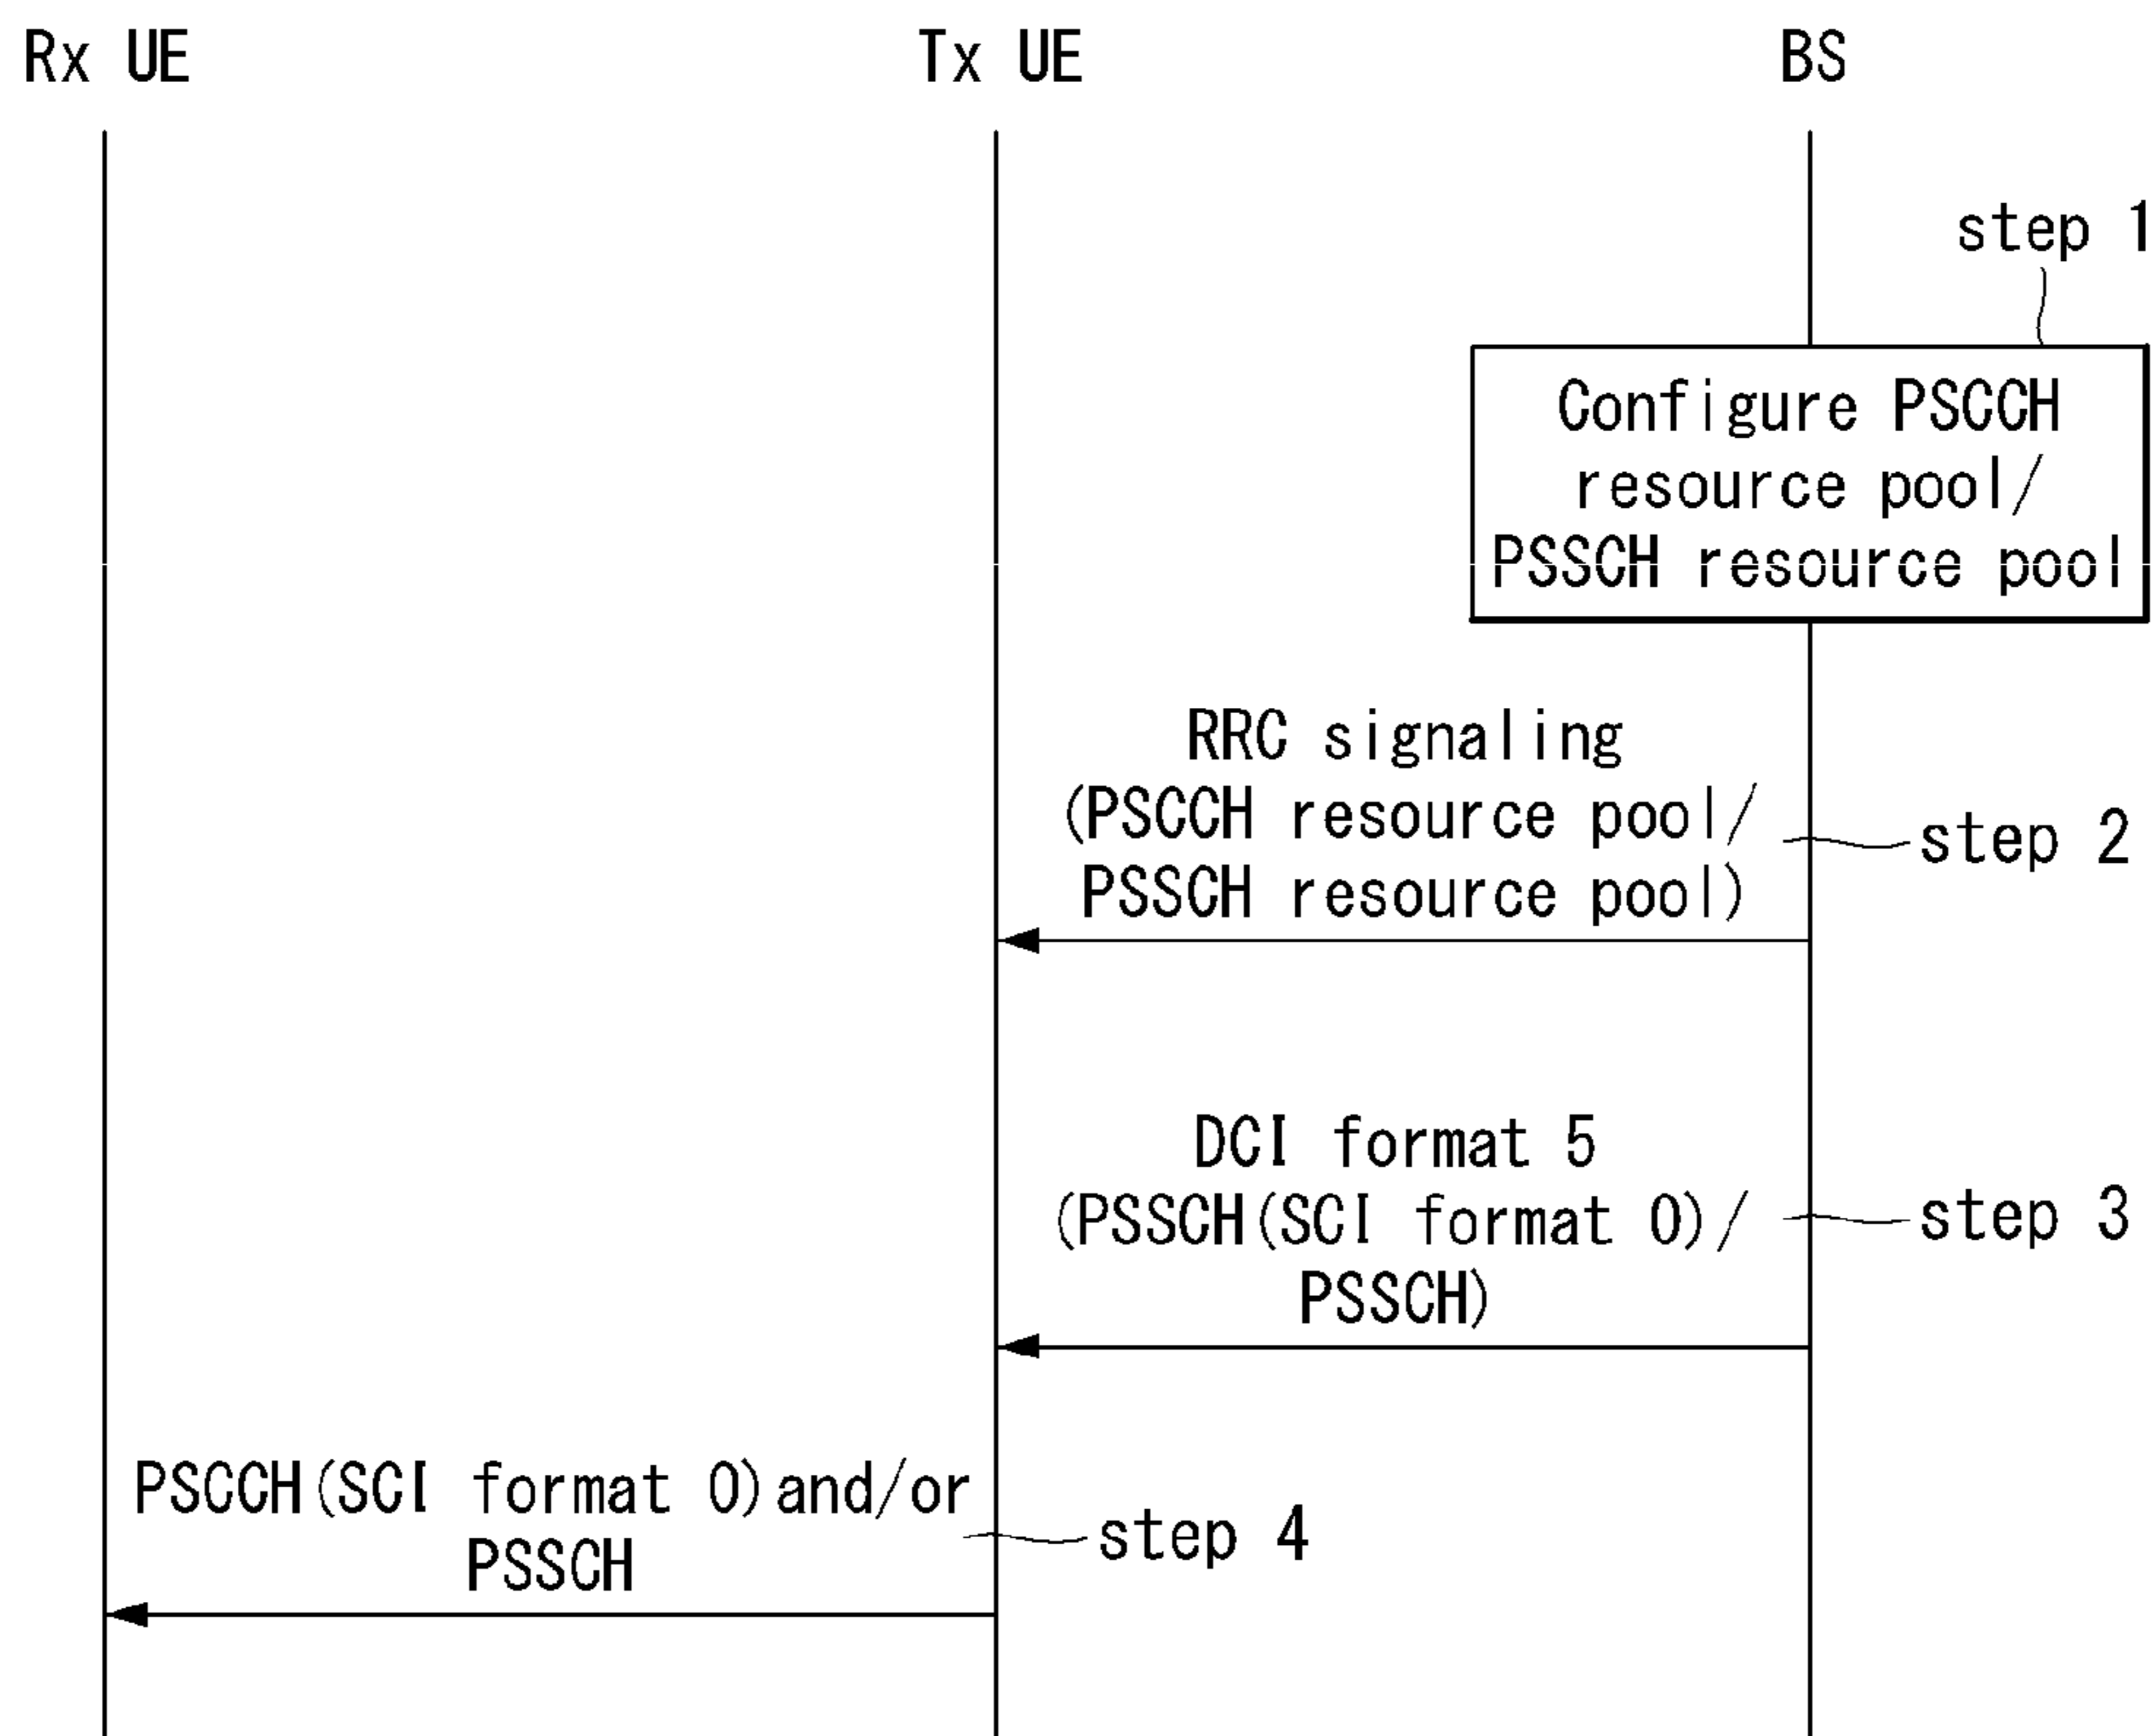 Rx UE
Tx UE
BS
step 1
Configure PSCCH
resource pool/
PSSCH resource pool
RRC signaling
(PSCCH resource pool/
PSSCH resource pool)
step 2
DCI format 5
(PSSCH(SCI format 0)/
PSSCH)
step 3
PSCCH(SCI format 0)and/or
PSSCH
step 4